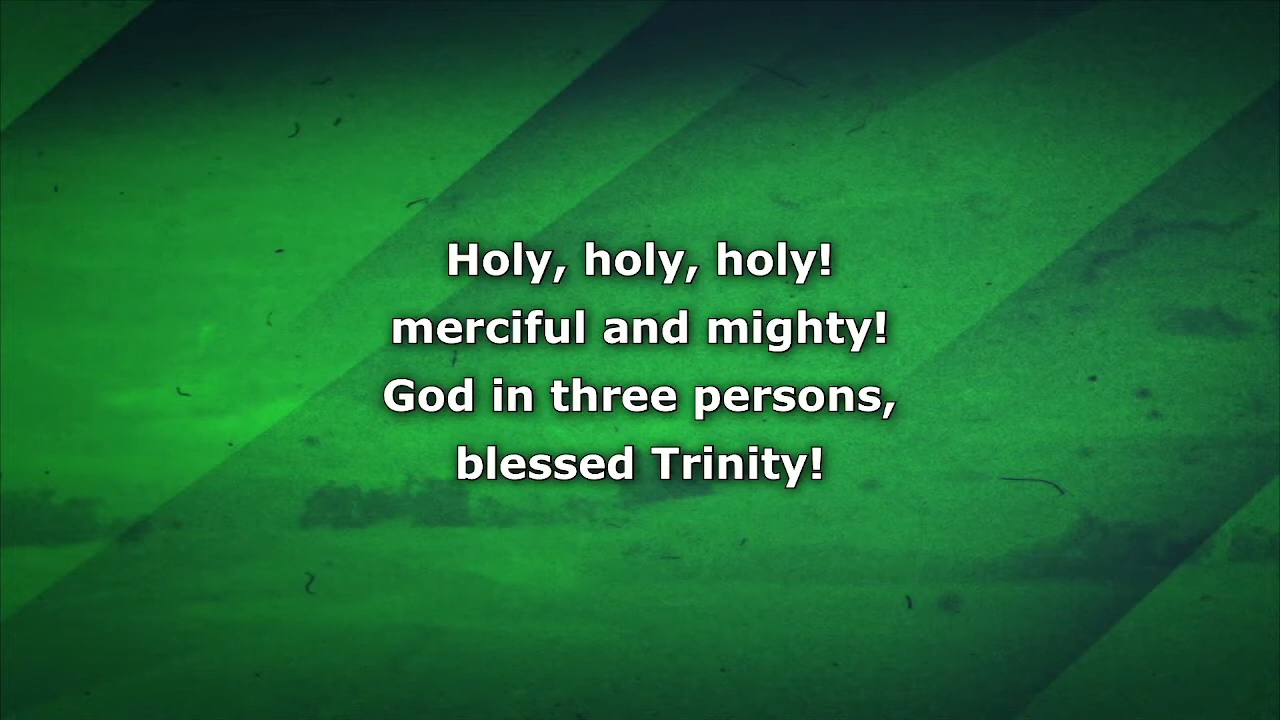 Holy, holy, holy!
merciful and mighty!
God in three persons,
blessed Trinity!